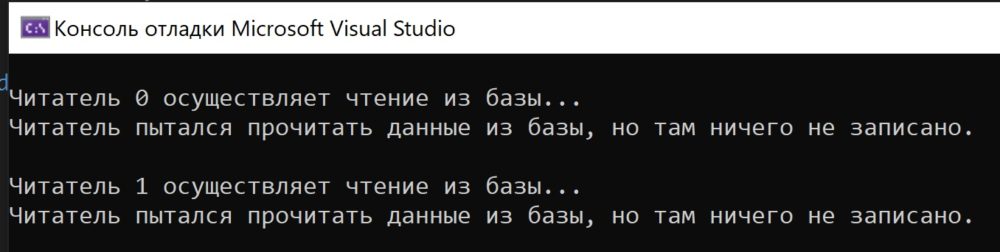 Консоль отладки Microsoft Visual Studio
Читатель 0 осуществляет чтение из базы...
Читатель пытался прочитать данные из базы, но там ничего не записано.
Читатель 1 осуществляет чтение из базы...
Читатель пытался прочитать данные из базы, но там ничего не записано.